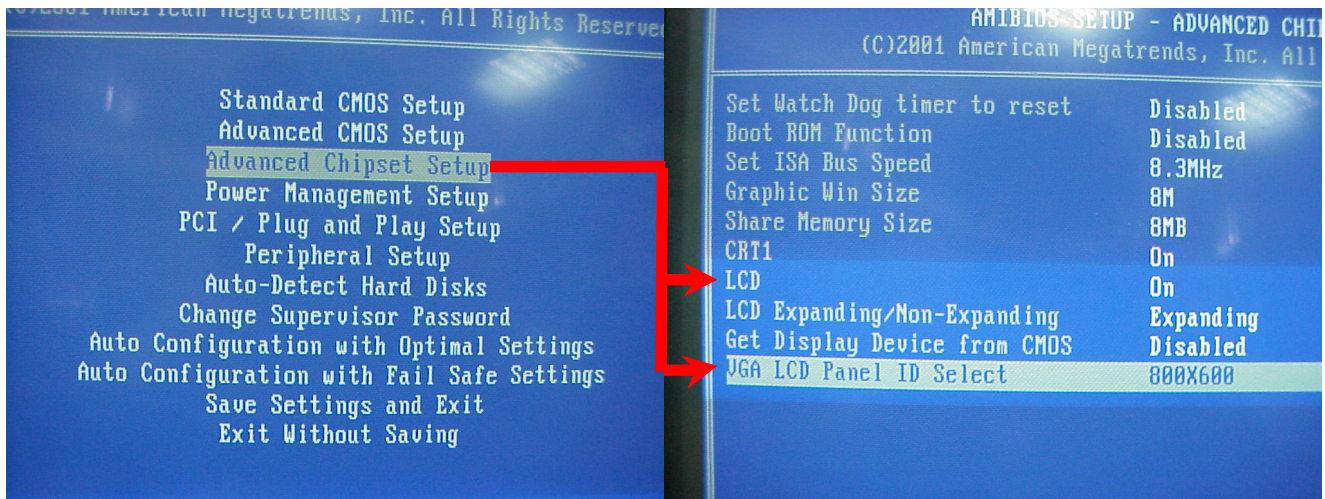 American Megatrends, Inc. All Rights Reserved
Standard CMOS Setup
Advanced CMOS Setup
Advanced Chipset Setup
Power Management Setup
PCI / Plug and Play Setup
Peripheral Setup
Auto-Detect Hard Disks
Change Supervisor Password
Auto Configuration with Optimal Settings
Auto Configuration with Fail Safe Settings
Save Settings and Exit
Exit Without Saving
AMIBIOS SETUP - ADVANCED CHI
(C)2001 American Megatrends, Inc. All
Set Watch Dog timer to reset Disabled
Boot ROM Function Disabled
Set ISA Bus Speed 8.3MHz
Graphic Win Size 8M
Share Memory Size 8MB
CRT1 On
LCD On
LCD Expanding/Non-Expanding Expanding
Get Display Device from CMOS Disabled
VGA LCD Panel ID Select 800X600